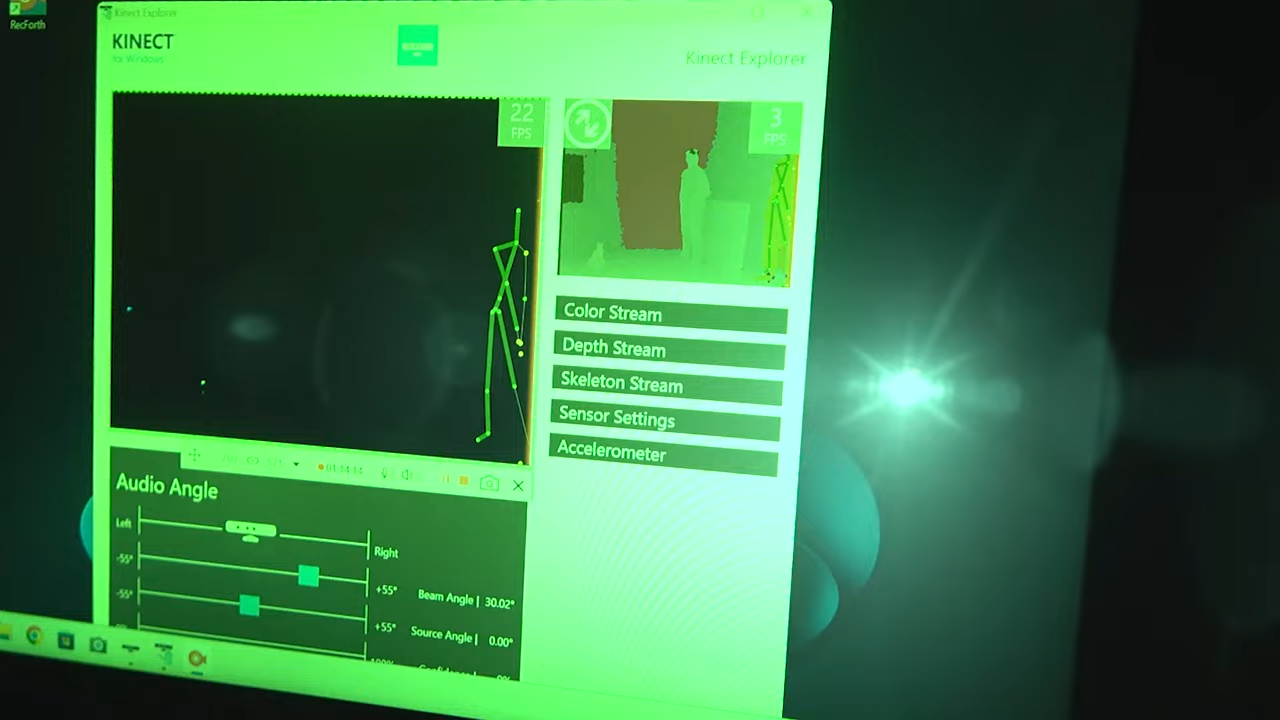 RecForth
Kinect Explorer
KINECT
for Windows
Kinect Explorer
22
FPS
3
FPS
Color Stream
Depth Stream
Skeleton Stream
Sensor Settings
Accelerometer
Audio Angle
Left
Right
-55°
+55°
Beam Angle | 30.02°
-55°
+55°
Source Angle | 0.00°
100%